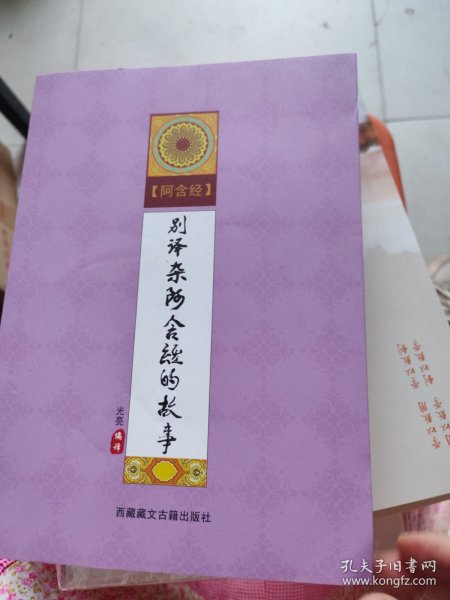 【阿含经】
别译杂阿含經的故事
光亮
编译
西藏藏文古籍出版社
孔夫子旧书网
www.kongfz.com